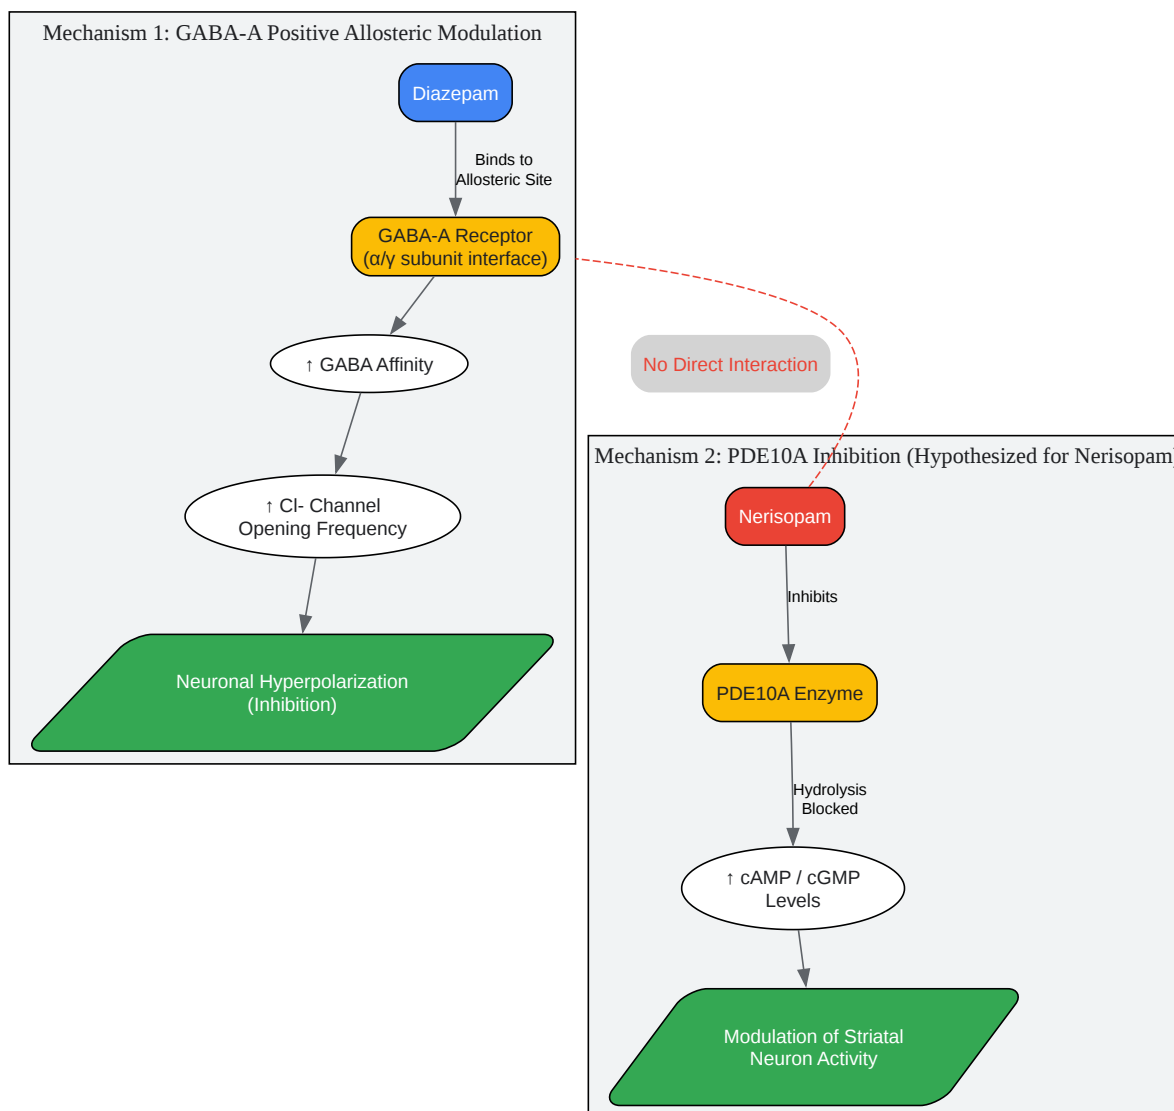 Mechanism 1: GABA-A Positive Allosteric Modulation
Diazepam
Binds to
Allosteric Site
GABA-A Receptor
(α/γ subunit interface)
↑ GABA Affinity
↑ Cl- Channel
Opening Frequency
Neuronal Hyperpolarization
(Inhibition)
No Direct Interaction
Mechanism 2: PDE10A Inhibition (Hypothesized for Nerisopam)
Nerisopam
Inhibits
PDE10A Enzyme
Hydrolysis
Blocked
↑ cAMP / cGMP
Levels
Modulation of Striatal
Neuron Activity